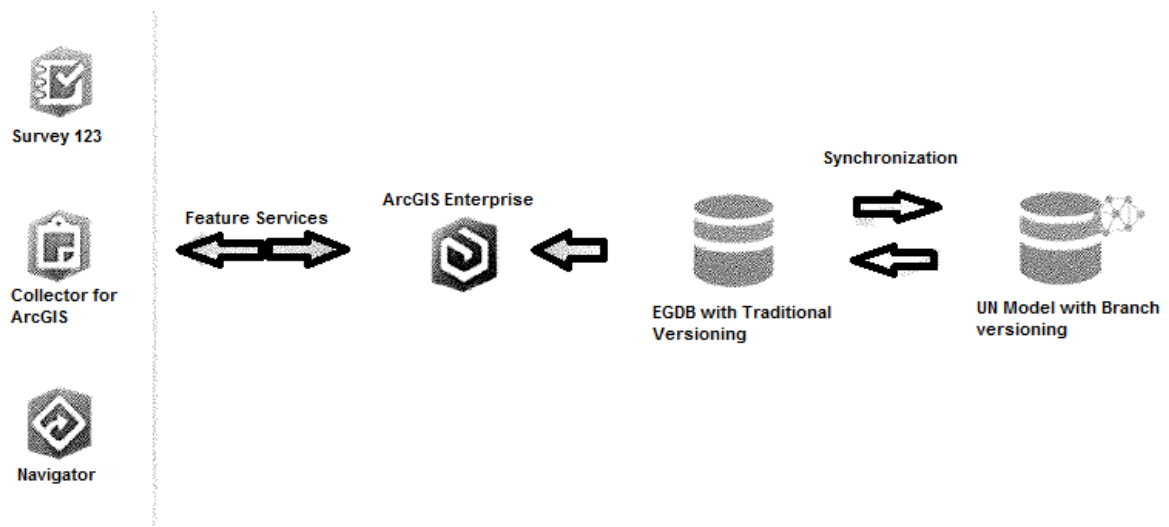 Survey 123
Collector for
ArcGIS
Navigator
Feature Services
ArcGIS Enterprise
EGDB with Traditional
Versioning
Synchronization
UN Model with Branch
versioning